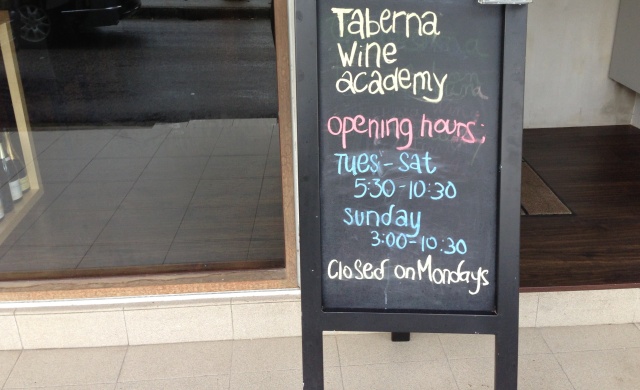 Taberna
Wine
academy
opening hours:
Tues - Sat
5:30-10:30
Sunday
3:00-10:30
Closed on Mondays